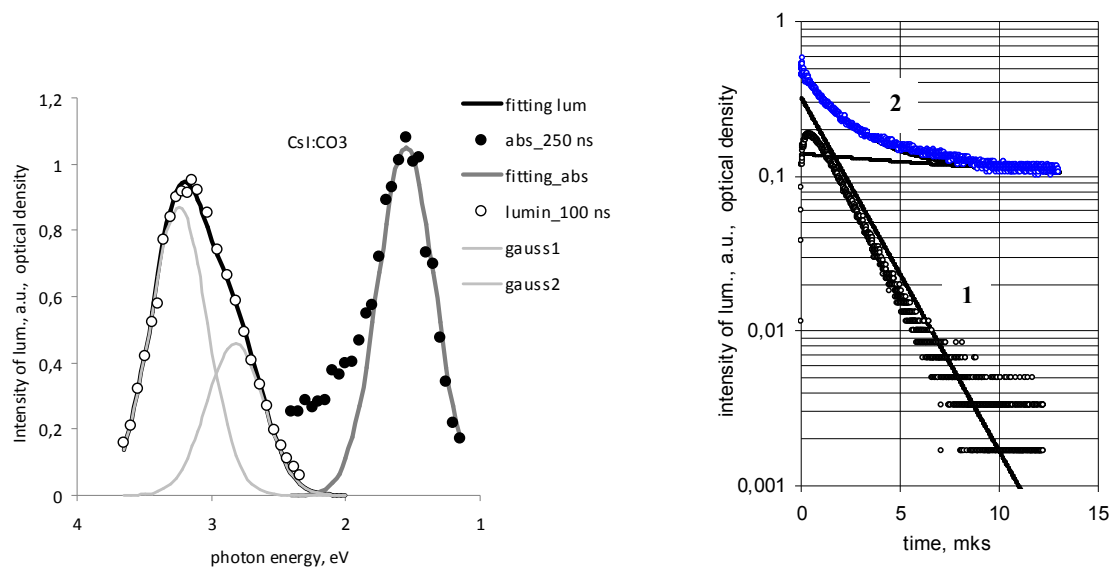 Intensity of lum., a.u., optical density
1,2
1
0,8
0,6
0,4
0,2
0
4
3
2
1
photon energy, eV
CsI:CO3
fitting lum
abs_250 ns
fitting_abs
lumin_100 ns
gauss1
gauss2
intensity of lum., a.u., optical density
1
0,1
0,01
0,001
0
5
10
15
time, mks
2
1